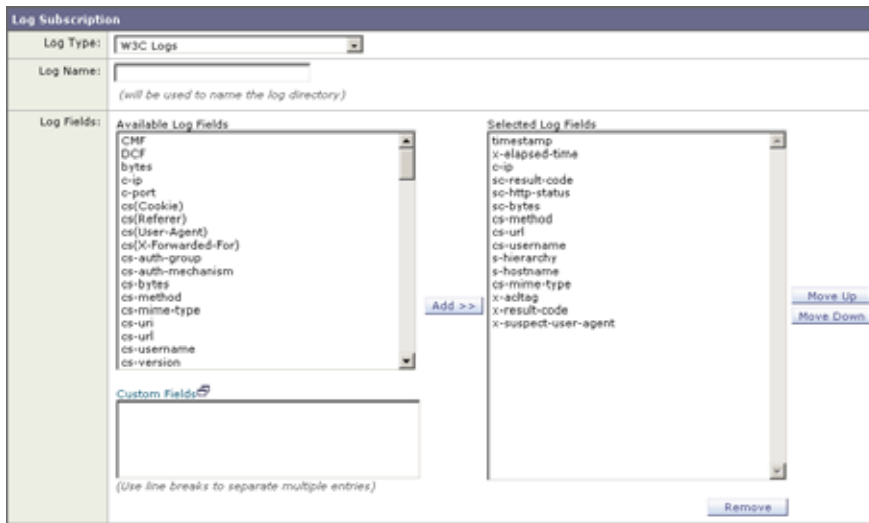 Log Subscription
Log Type:
W3C Logs
Log Name:
(will be used to name the log directory)
Log Fields:
Available Log Fields
CMF
DCF
bytes
c-ip
c-port
cs(Cookie)
cs(Referer)
cs(User-Agent)
cs(X-Forwarded-For)
cs-auth-group
cs-auth-mechanism
cs-bytes
cs-method
cs-mime-type
cs-uri
cs-url
cs-username
cs-version
Add >>
Custom Fields
(Use line breaks to separate multiple entries)
Selected Log Fields
timestamp
x-elapsed-time
c-ip
sc-result-code
sc-http-status
sc-bytes
cs-method
cs-url
cs-username
s-hierarchy
s-hostname
cs-mime-type
x-acltag
x-result-code
x-suspect-user-agent
Move Up
Move Down
Remove